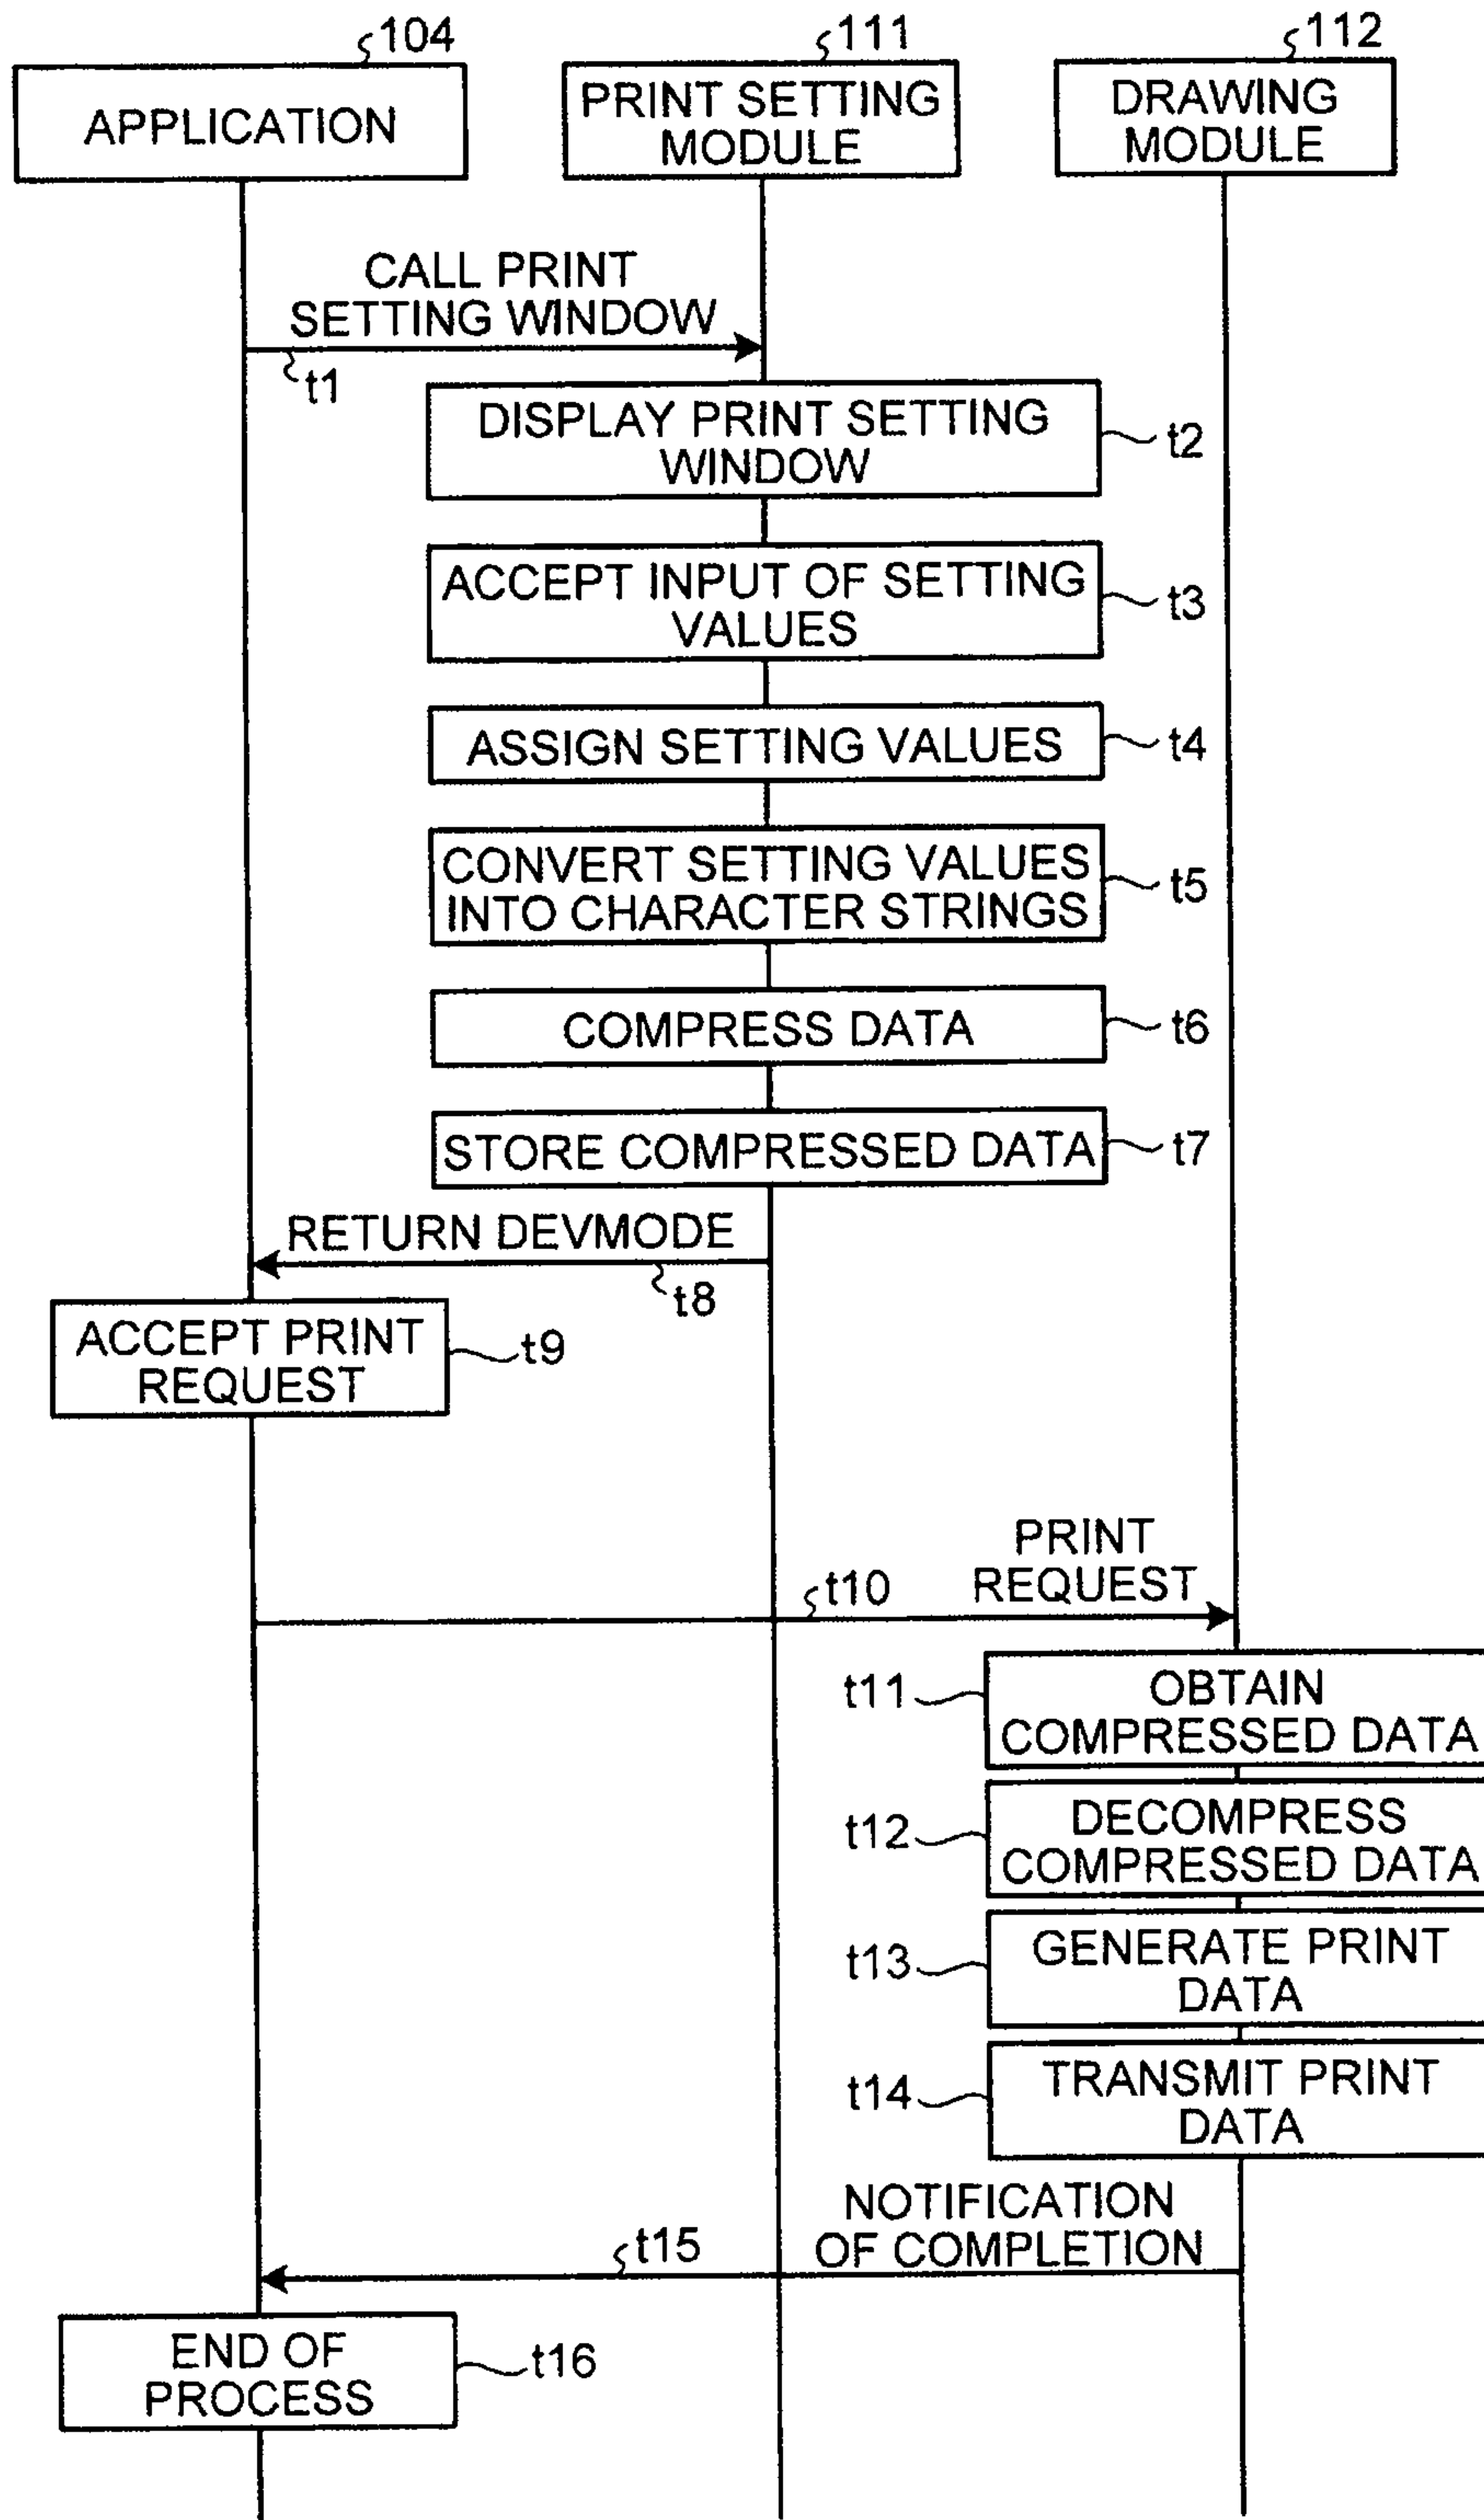 104
111
112
APPLICATION
PRINT SETTING
MODULE
DRAWING
MODULE
CALL PRINT
SETTING WINDOW
t1
DISPLAY PRINT SETTING
WINDOW
t2
ACCEPT INPUT OF SETTING
VALUES
t3
ASSIGN SETTING VALUES
t4
CONVERT SETTING VALUES
INTO CHARACTER STRINGS
t5
COMPRESS DATA
t6
STORE COMPRESSED DATA
t7
RETURN DEVMODE
t8
ACCEPT PRINT
REQUEST
t9
PRINT
REQUEST
t10
t11
OBTAIN
COMPRESSED DATA
t12
DECOMPRESS
COMPRESSED DATA
t13
GENERATE PRINT
DATA
t14
TRANSMIT PRINT
DATA
NOTIFICATION
OF COMPLETION
t15
END OF
PROCESS
t16